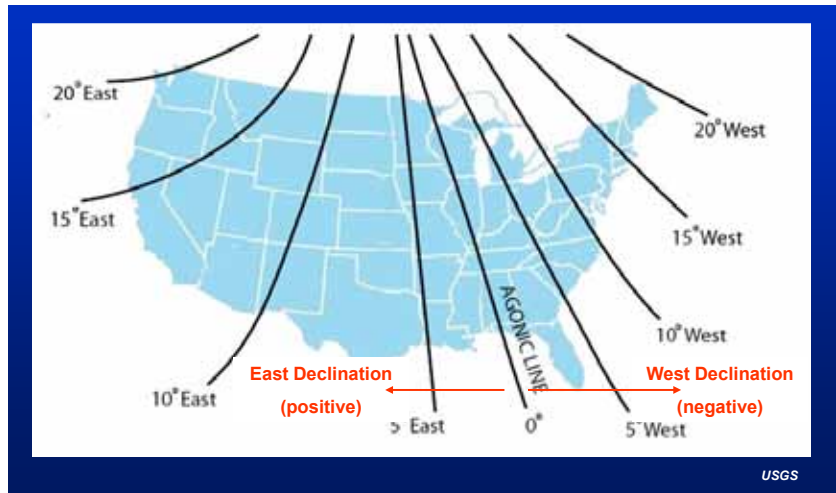 20°East
20°West
15°East
15°West
AGONIC LINE
10°West
East Declination
(positive)
West Declination
(negative)
10°East
East
0°
5°West
USGS